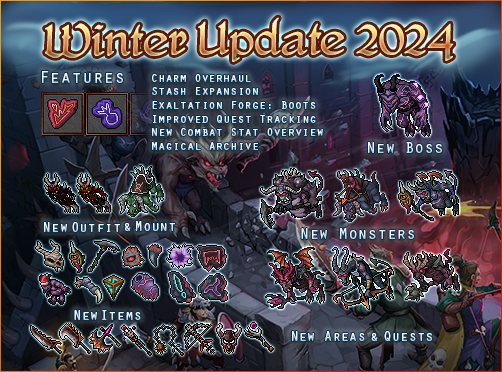 Winter Update 2024
Features
Charm Overhaul
Stash Expansion
Exaltation Forge: Boots
Improved Quest Tracking
New Combat Stat Overview
Magical Archive
New Boss
New Outfit & Mount
New Monsters
New Items
New Areas & Quests